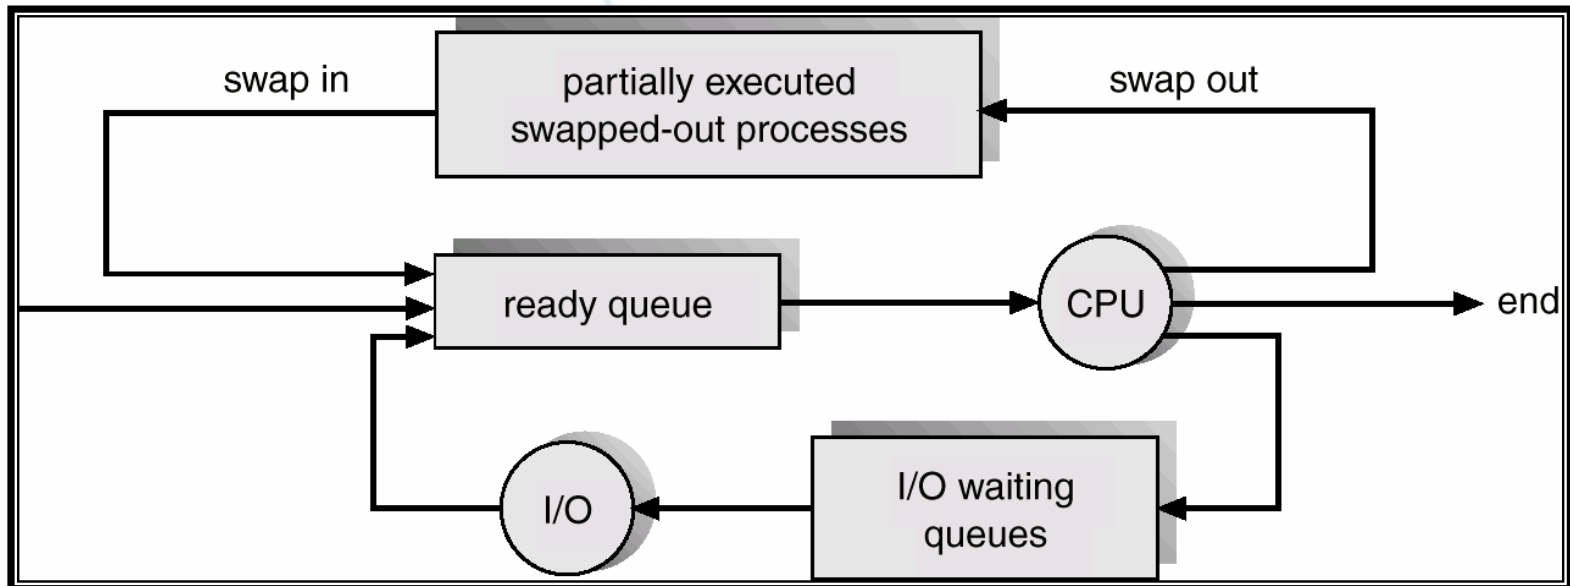 swap in
partially executed
swapped-out processes
swap out
ready queue
CPU
end
I/O
I/O waiting
queues